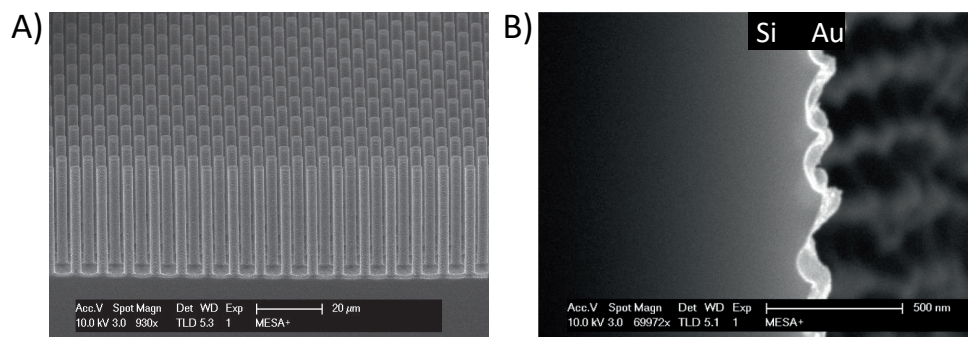 A)
Acc.V Spot Magn Det WD Exp 20 µm
10.0 kV 3.0 930x TLD 5.3 1 MESA+
B)
Si Au
Acc.V Spot Magn Det WD Exp 500 nm
10.0 kV 3.0 69972x TLD 5.1 1 MESA+